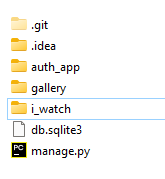 .git
.idea
auth_app
gallery
i_watch
db.sqlite3
manage.py